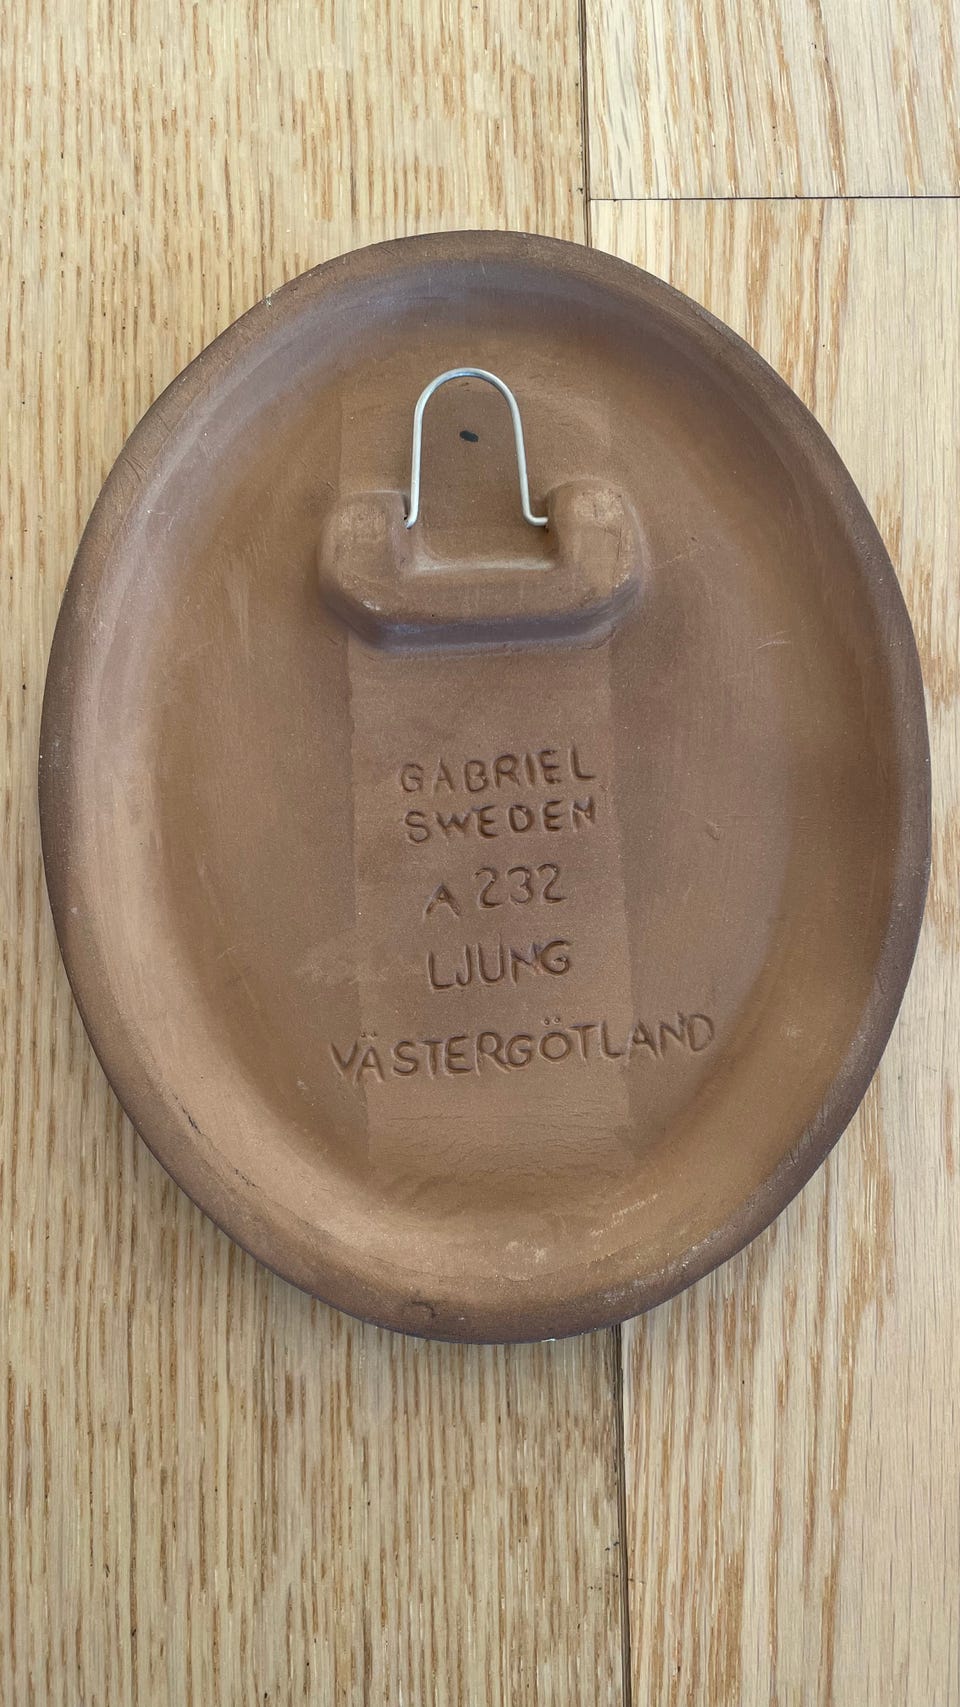 GABRIEL
SWEDEN
A 232
LJUNG
VÄSTERGÖTLAND